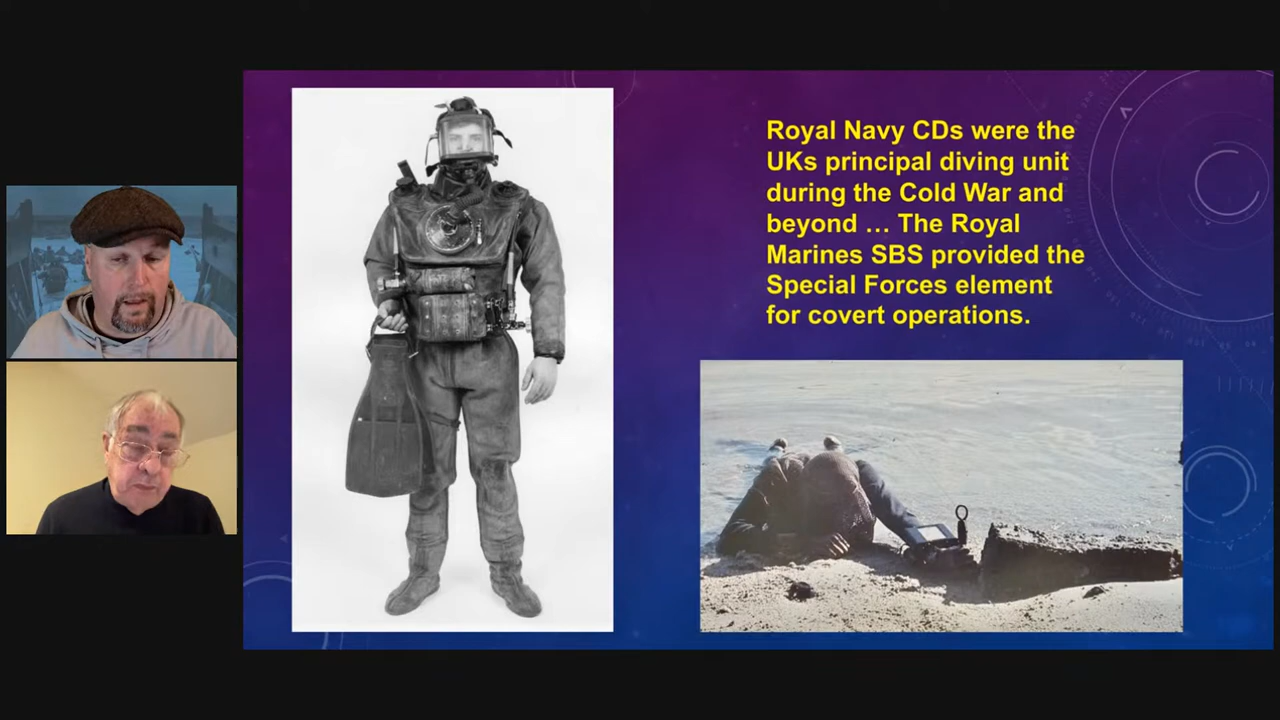 Royal Navy CDs were the
UKs principal diving unit
during the Cold War and
beyond … The Royal
Marines SBS provided the
Special Forces element
for covert operations.